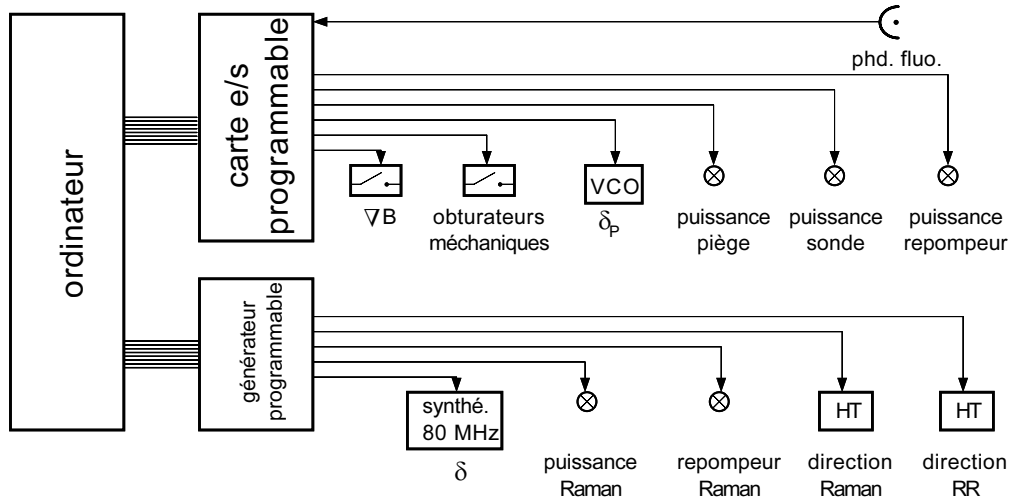 ordinateur
carte e/s
programmable
phd. fluo.
∇B
obturateurs
méchaniques
VCO
δP
puissance
piège
puissance
sonde
puissance
repompeur
générateur
programmable
synthé.
80 MHz
δ
puissance
Raman
repompeur
Raman
HT
direction
Raman
HT
direction
RR